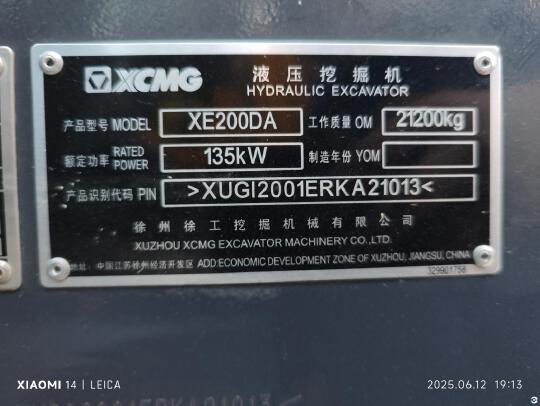 XCMG
液压挖掘机
HYDRAULIC EXCAVATOR
产品型号 MODEL XE200DA 工作质量 OM 21200kg
额定功率 RATED POWER 135kW 制造年份 YOM
产品识别代码 PIN >XUGI2001ERKA21013<
徐州徐工挖掘机械有限公司
XUZHOU XCMG EXCAVATOR MACHINERY CO.,LTD.
地址: 中国江苏徐州经济开发区 ADD:ECONOMIC DEVELOPMENT ZONE OF XUZHOU, JIANGSU, CHINA
329901758
XIAOMI 14 | LEICA
2025.06.12 19:13